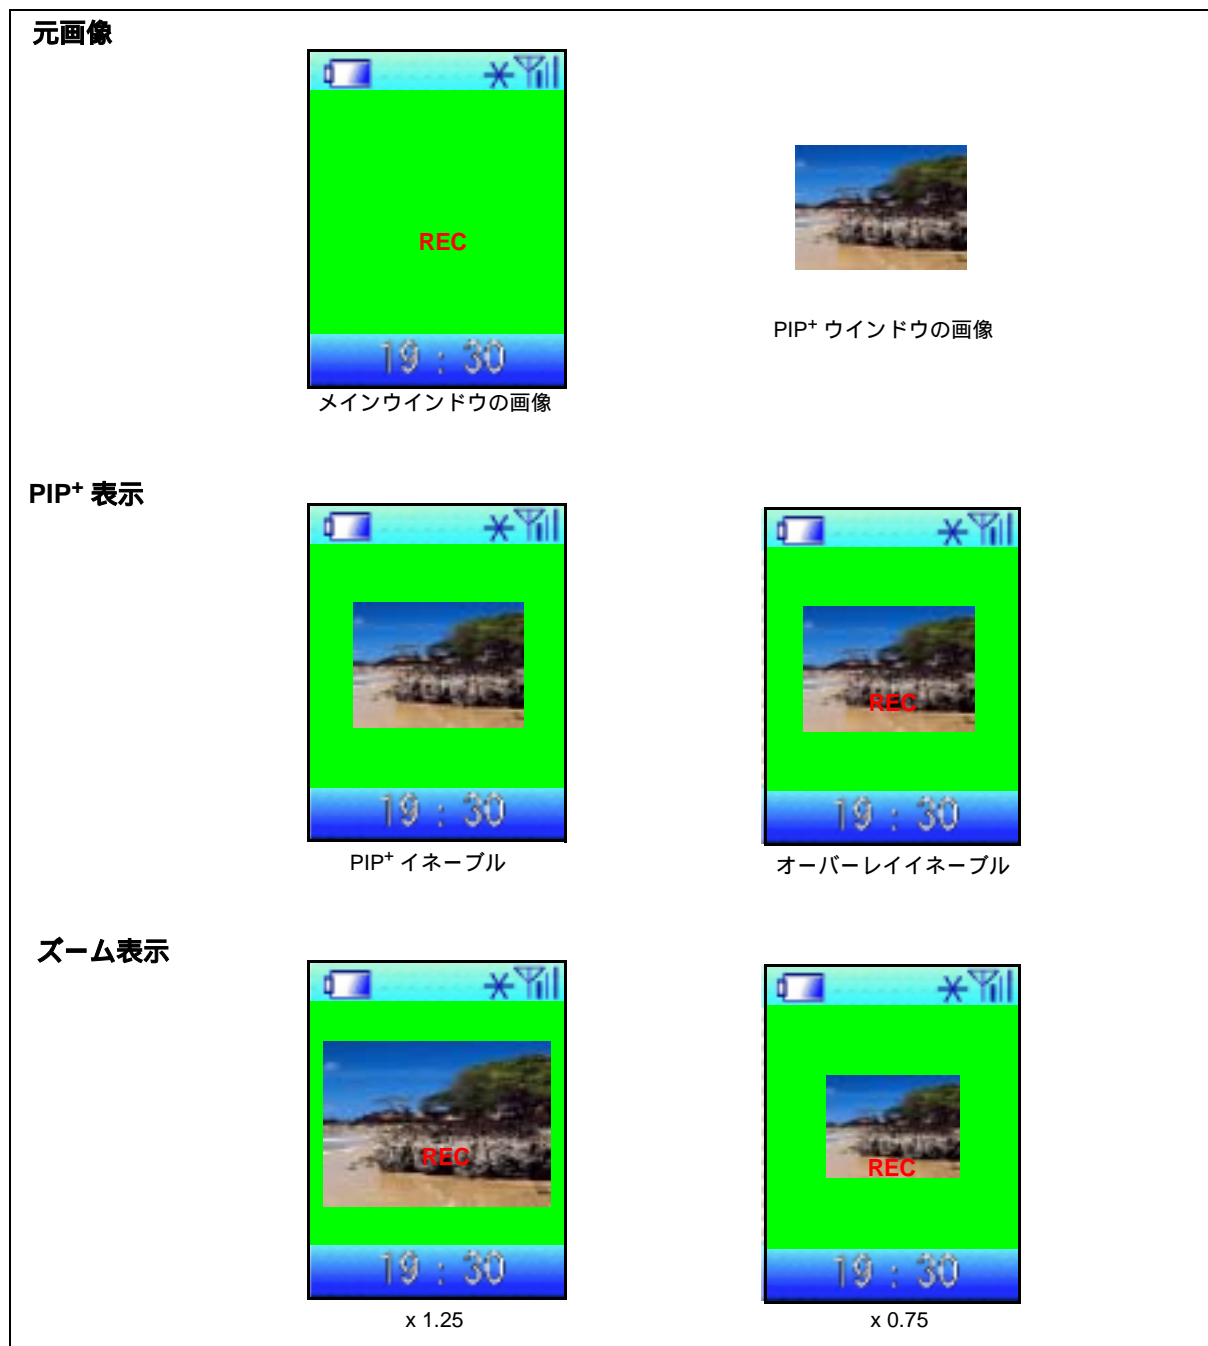 元画像
REC
19 : 30
メインウインドウの画像
PIP+ ウインドウの画像
PIP+ 表示
19 : 30
PIP+ イネーブル
REC
19 : 30
オーバーレイイネーブル
ズーム表示
REC
19 : 30
x 1.25
REC
19 : 30
x 0.75